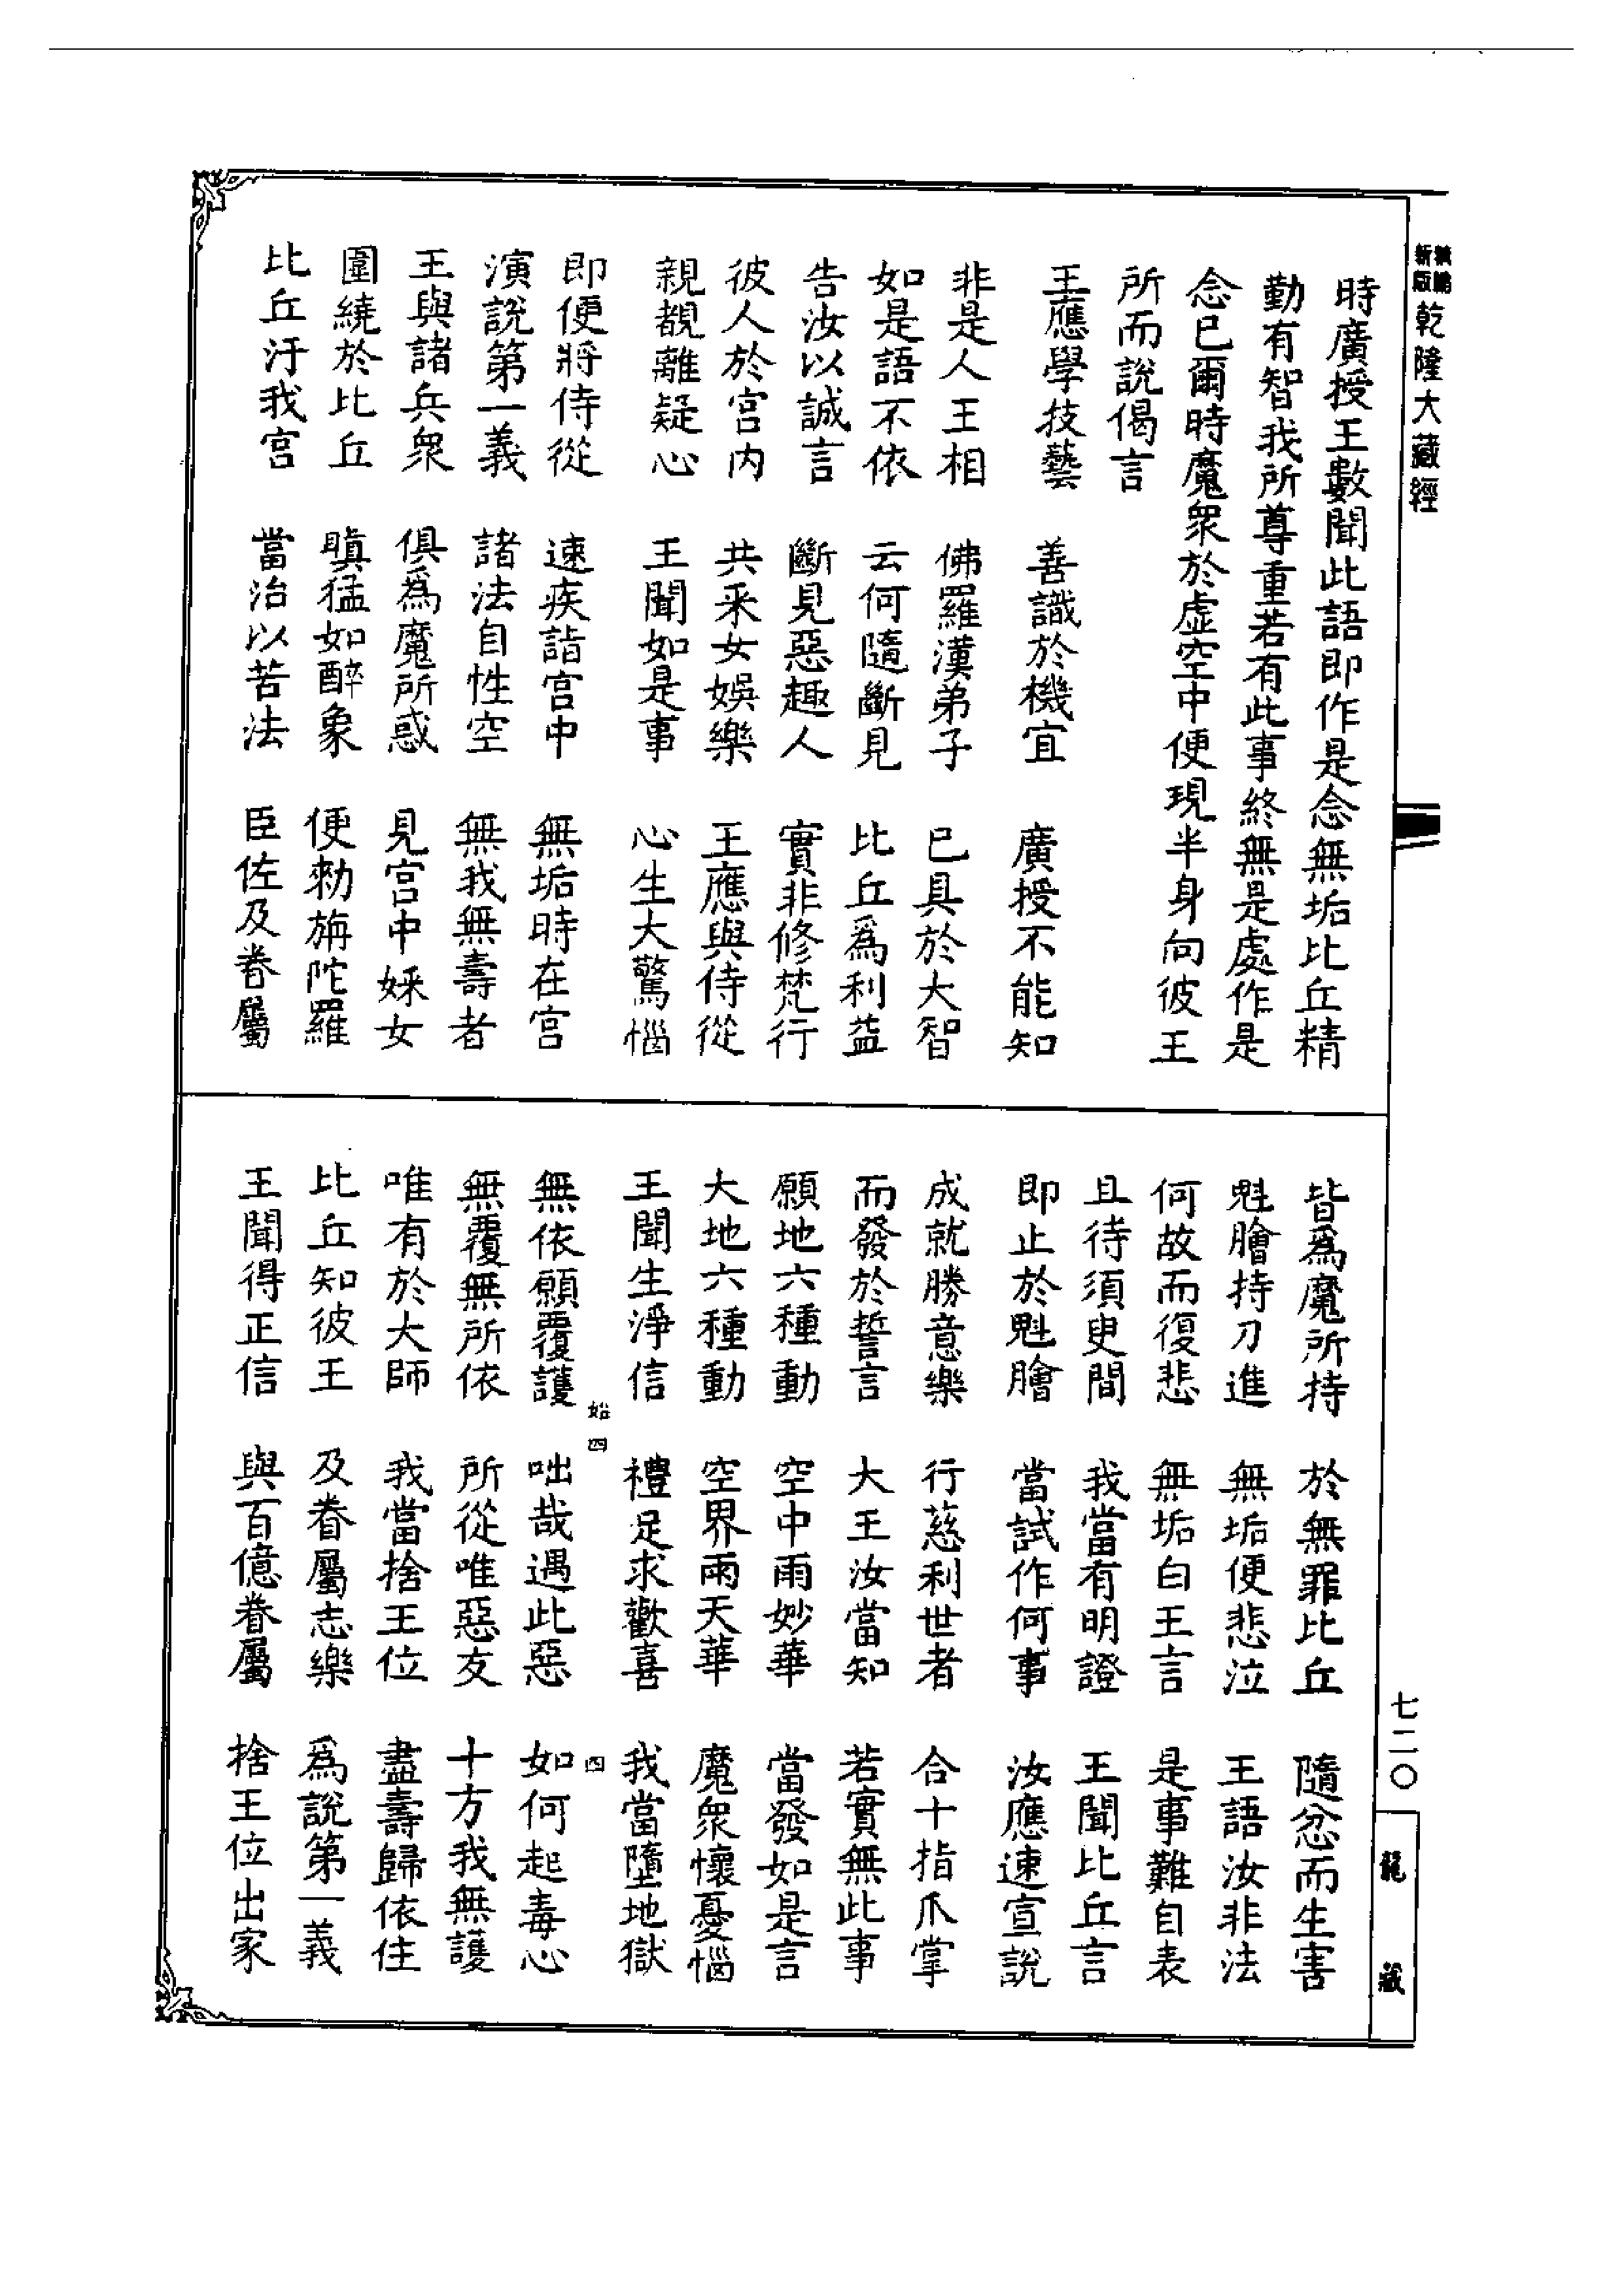 新版
乾隆大藏經
時廣授王數聞此語即作是念無垢比丘精
勤有智我所尊重若有此事終無是處作是
念已爾時魔眾於虛空中便現半身向彼王
所而說偈言
王應學技藝　善識於機宜　廣授不能知
非是人王相　佛羅漢弟子　已具於大智
如是語不依　云何隨斷見　比丘爲利益
告汝以誠言　斷見惡趣人　實非修梵行
彼人於宮内　共釆女娛樂　王應與侍從
親覩離疑心　王聞如是事　心生大驚惱
即便將侍從　速疾詣宮中　無垢時在宮
演說第一義　諸法自性空　無我無壽者
王與諸兵眾　俱爲魔所惑　見宮中婇女
圍繞於比丘　瞋猛如醉象　便勑旃陀羅
比丘汙我宮　當治以苦法　臣佐及眷屬
皆爲魔所持　於無罪比丘　隨忿而生害
魁膾持刀進　無垢便悲泣　王語汝非法
何故而復悲　無垢白王言　是事難自表
且待須臾間　我當有明證　王聞比丘言
即止於魁膾　當試作何事　汝應速宣說
成就勝意樂　行慈利世者　合十指爪掌
而發於誓言　大王汝當知　若實無此事
願地六種動　空中雨妙華　當發如是言
大地六種動　空界雨天華　魔眾懷憂惱
王聞生淨信　禮足求歡喜　我當墮地獄
四　四
無依願覆護　咄哉遇此惡　如何起毒心
無覆無所依　所從唯惡友　十方我無護
唯有於大師　我當捨王位　盡壽歸依住
比丘知彼王　及眷屬志樂　爲說第一義
王聞得正信　與百億眷屬　捨王位出家
七二〇
龍藏